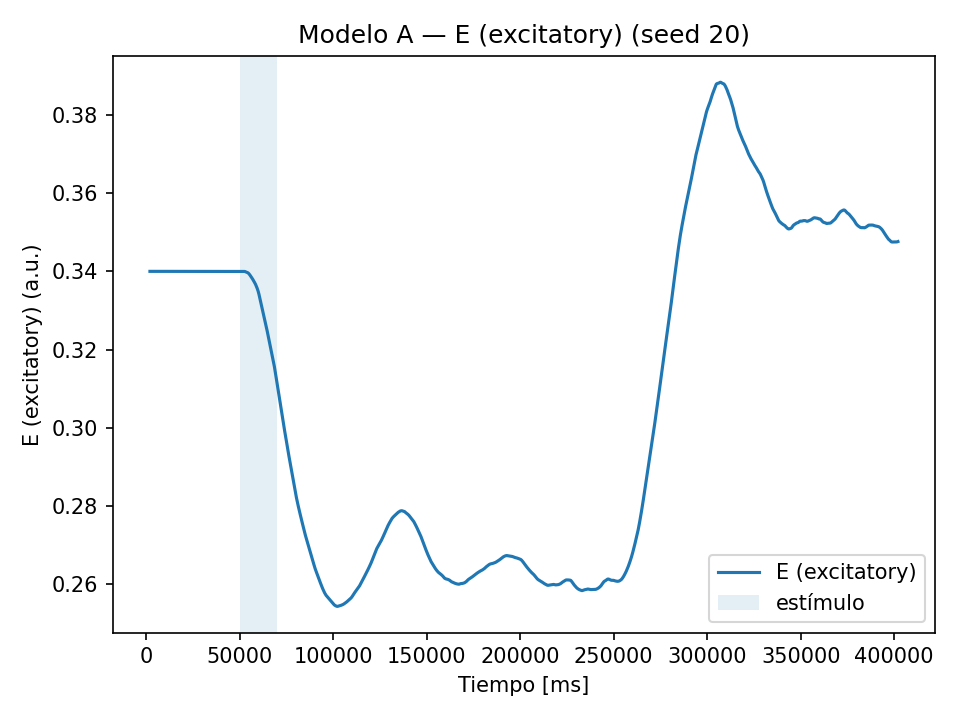 Modelo A — E (excitatory) (seed 20)
E (excitatory) (a.u.)
0.38
0.36
0.34
0.32
0.30
0.28
0.26
E (excitatory)
estímulo
0 50000 100000 150000 200000 250000 300000 350000 400000
Tiempo [ms]